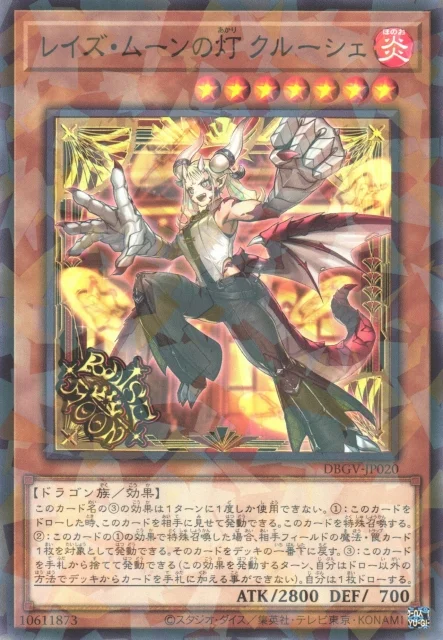 レイズ・ムーンの灯 クルーシェ
あかり
炎
ほのお
RAISE THE MOON
DBGV-JP020
【ドラゴン族／効果】
このカード名の③の効果は1ターンに1度しか使用できない。①：このカードを
ドローした時、このカードを相手に見せて発動できる。このカードを特殊召喚する。
②：このカードの①の効果で特殊召喚した場合、相手フィールドの魔法・罠カード
1枚を対象として発動できる。そのカードをデッキの一番下に戻す。③：このカード
を手札から捨てて発動できる（この効果を発動するターン、自分はドロー以外の
方法でデッキからカードを手札に加える事ができない）。自分は1枚ドローする。
ATK/2800 DEF/ 700
10611873
©スタジオ・ダイス／集英社・テレビ東京・KONAMI